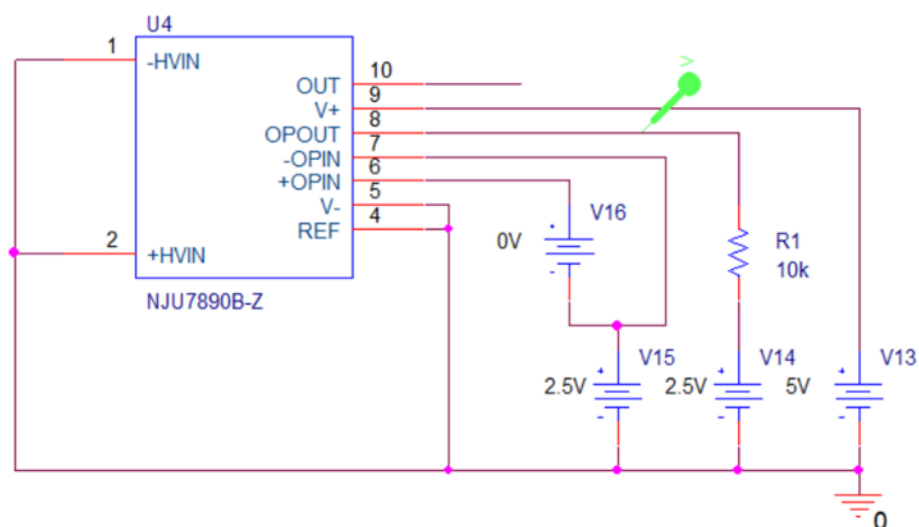 U4
1
-HVIN
OUT
10
V+
9
OPOUT
8
-OPIN
7
+OPIN
6
V-
5
REF
4
2
+HVIN
NJU7890B-Z
V
V16
0V
R1
10k
V15
2.5V
V14
2.5V
V13
5V
0